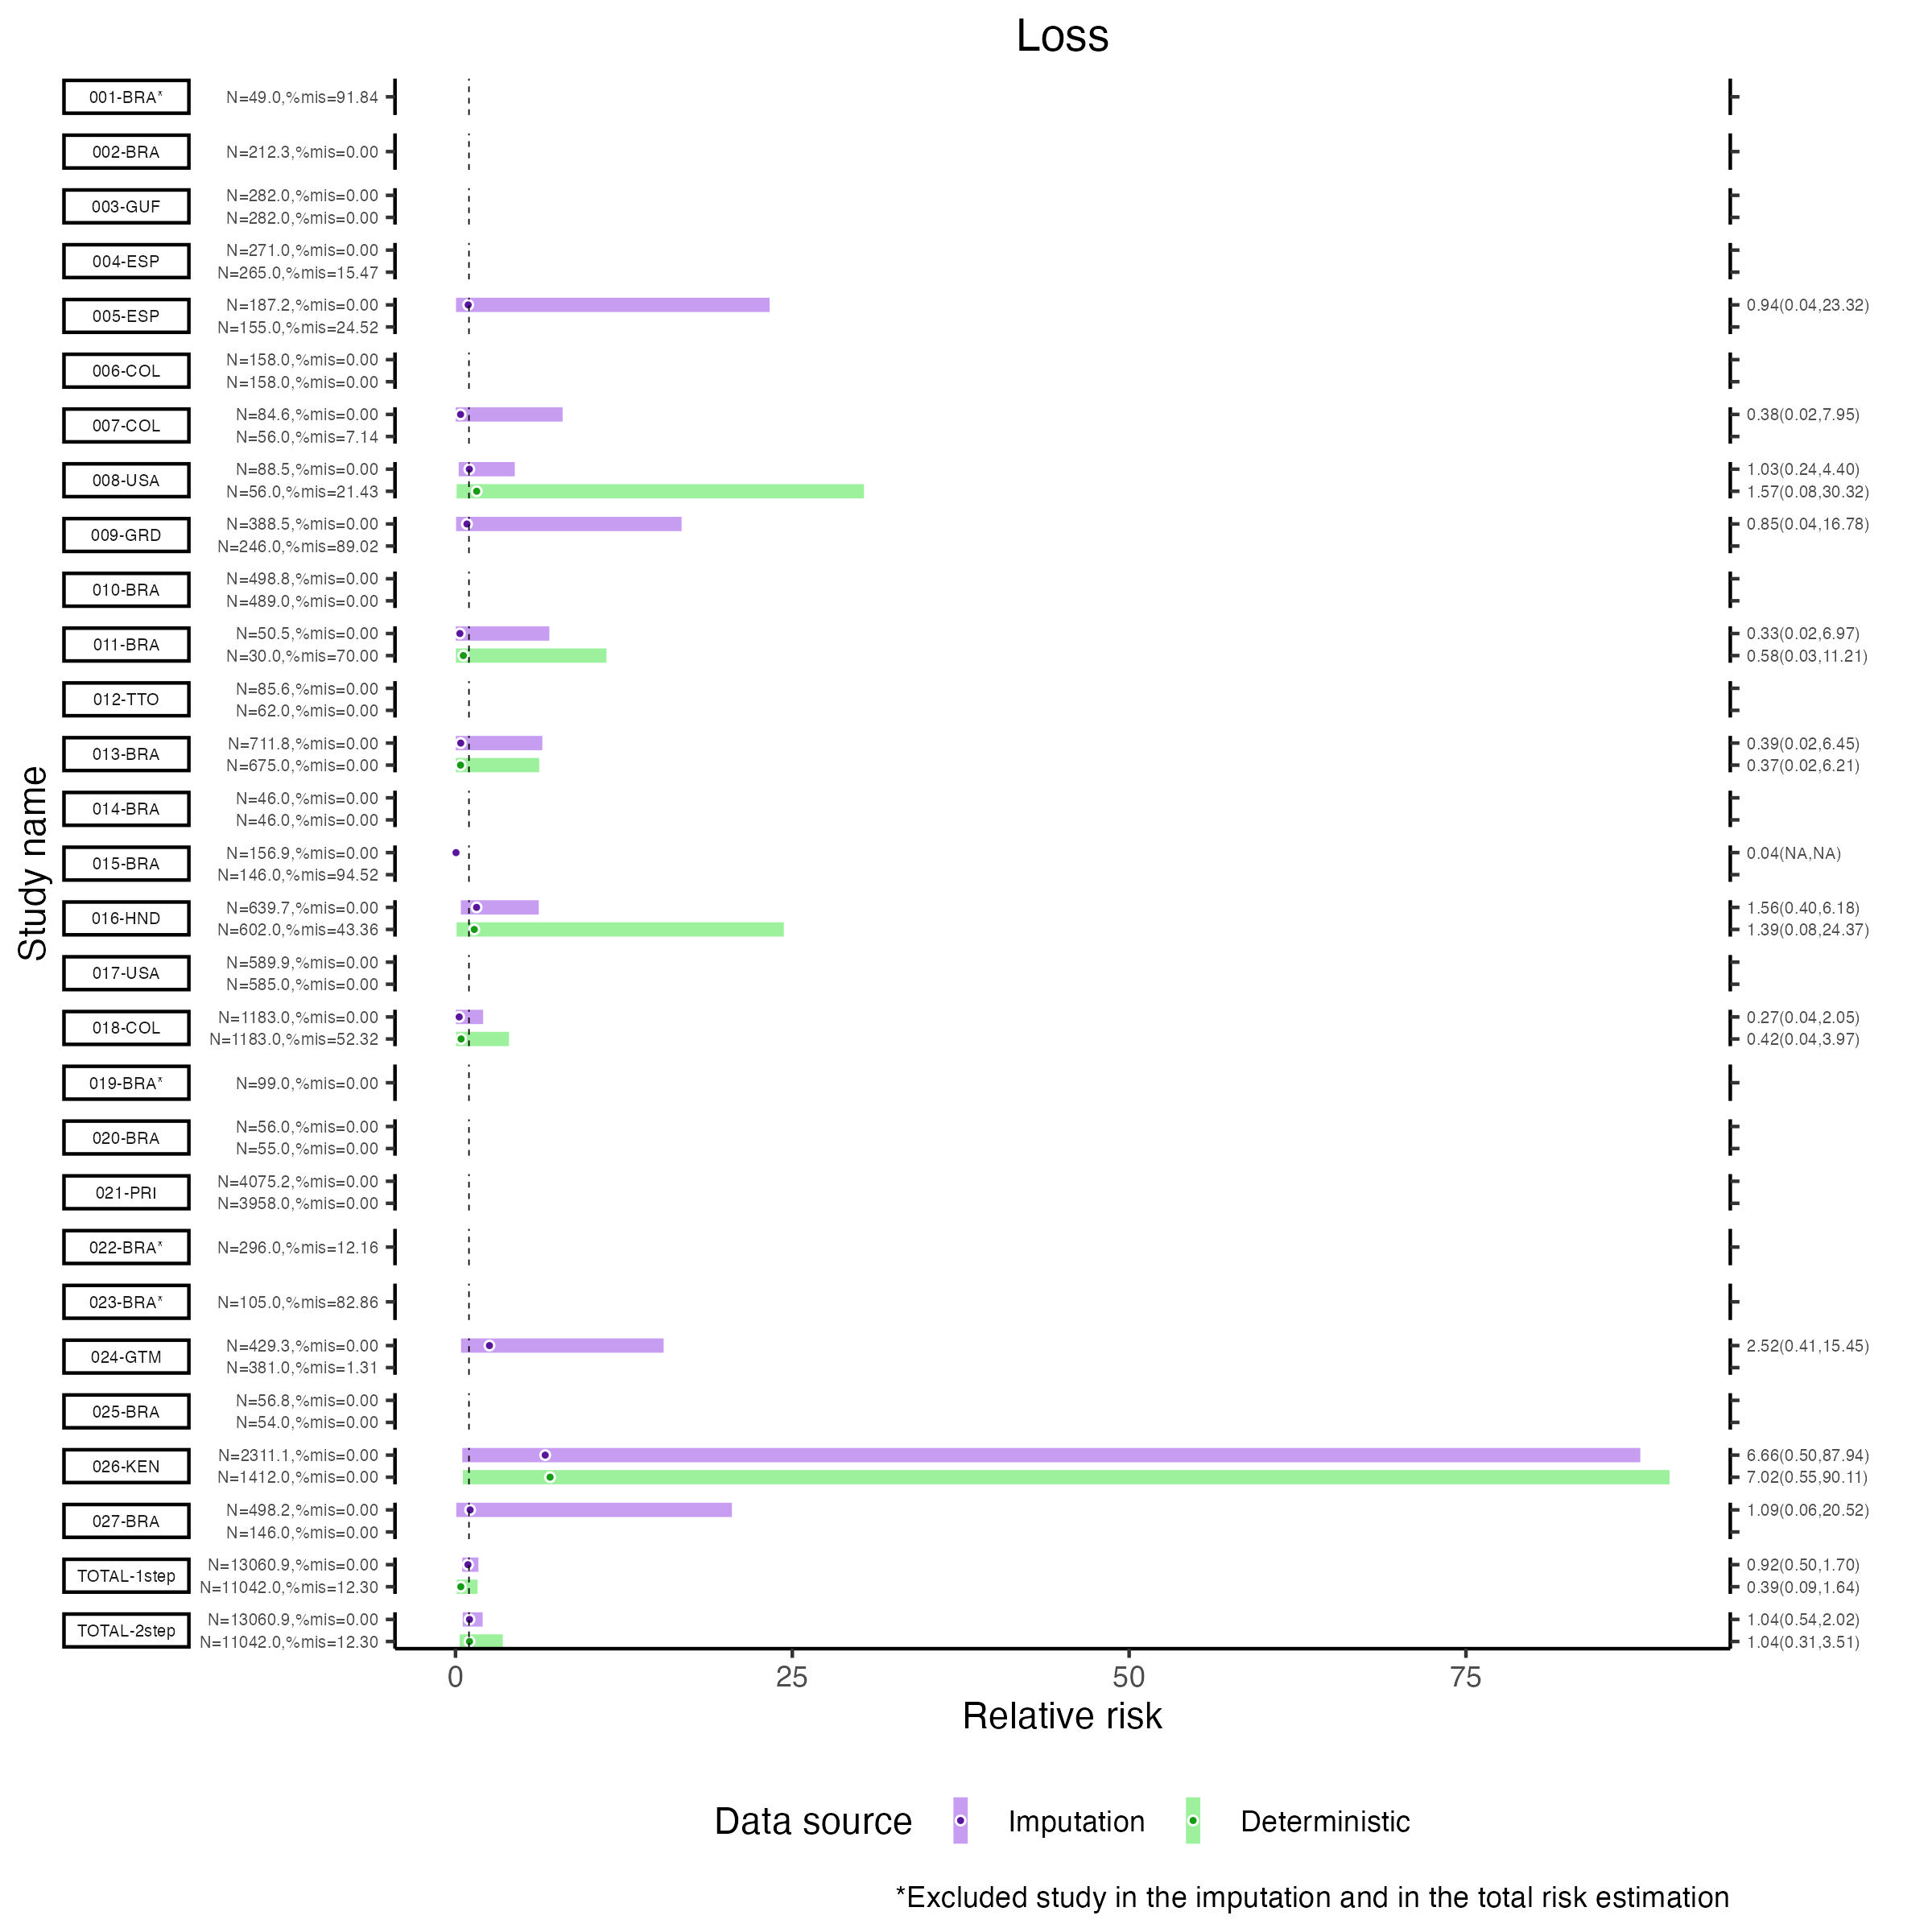 Loss
Study name
001-BRA* N=49.0,%mis=91.84
002-BRA N=212.3,%mis=0.00
003-GUF N=282.0,%mis=0.00
N=282.0,%mis=0.00
004-ESP N=271.0,%mis=0.00
N=265.0,%mis=15.47
005-ESP N=187.2,%mis=0.00 0.94(0.04,23.32)
N=155.0,%mis=24.52
006-COL N=158.0,%mis=0.00
N=158.0,%mis=0.00
007-COL N=84.6,%mis=0.00 0.38(0.02,7.95)
N=56.0,%mis=7.14
008-USA N=88.5,%mis=0.00 1.03(0.24,4.40)
N=56.0,%mis=21.43 1.57(0.08,30.32)
009-GRD N=388.5,%mis=0.00 0.85(0.04,16.78)
N=246.0,%mis=89.02
010-BRA N=498.8,%mis=0.00
N=489.0,%mis=0.00
011-BRA N=50.5,%mis=0.00 0.33(0.02,6.97)
N=30.0,%mis=70.00 0.58(0.03,11.21)
012-TTO N=85.6,%mis=0.00
N=62.0,%mis=0.00
013-BRA N=711.8,%mis=0.00 0.39(0.02,6.45)
N=675.0,%mis=0.00 0.37(0.02,6.21)
014-BRA N=46.0,%mis=0.00
N=46.0,%mis=0.00
015-BRA N=156.9,%mis=0.00 0.04(NA,NA)
N=146.0,%mis=94.52
016-HND N=639.7,%mis=0.00 1.56(0.40,6.18)
N=602.0,%mis=43.36 1.39(0.08,24.37)
017-USA N=589.9,%mis=0.00
N=585.0,%mis=0.00
018-COL N=1183.0,%mis=0.00 0.27(0.04,2.05)
N=1183.0,%mis=52.32 0.42(0.04,3.97)
019-BRA* N=99.0,%mis=0.00
020-BRA N=56.0,%mis=0.00
N=55.0,%mis=0.00
021-PRI N=4075.2,%mis=0.00
N=3958.0,%mis=0.00
022-BRA* N=296.0,%mis=12.16
023-BRA* N=105.0,%mis=82.86
024-GTM N=429.3,%mis=0.00 2.52(0.41,15.45)
N=381.0,%mis=1.31
025-BRA N=56.8,%mis=0.00
N=54.0,%mis=0.00
026-KEN N=2311.1,%mis=0.00 6.66(0.50,87.94)
N=1412.0,%mis=0.00 7.02(0.55,90.11)
027-BRA N=498.2,%mis=0.00 1.09(0.06,20.52)
N=146.0,%mis=0.00
TOTAL-1step N=13060.9,%mis=0.00 0.92(0.50,1.70)
N=11042.0,%mis=12.30 0.39(0.09,1.64)
TOTAL-2step N=13060.9,%mis=0.00 1.04(0.54,2.02)
N=11042.0,%mis=12.30 1.04(0.31,3.51)
0 25 50 75
Relative risk
Data source Imputation Deterministic
*Excluded study in the imputation and in the total risk estimation